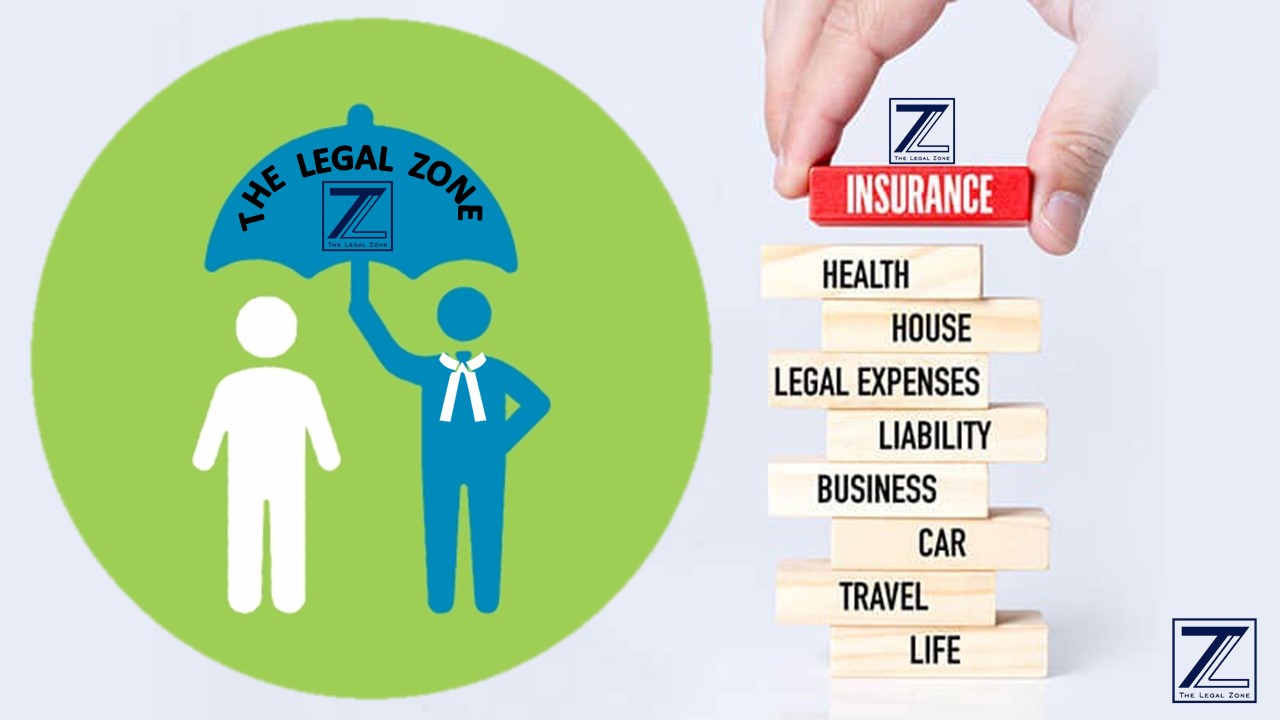 THE LEGAL ZONE
THE LEGAL ZONE
THE LEGAL ZONE
INSURANCE
HEALTH
HOUSE
LEGAL EXPENSES
LIABILITY
BUSINESS
CAR
TRAVEL
LIFE
THE LEGAL ZONE